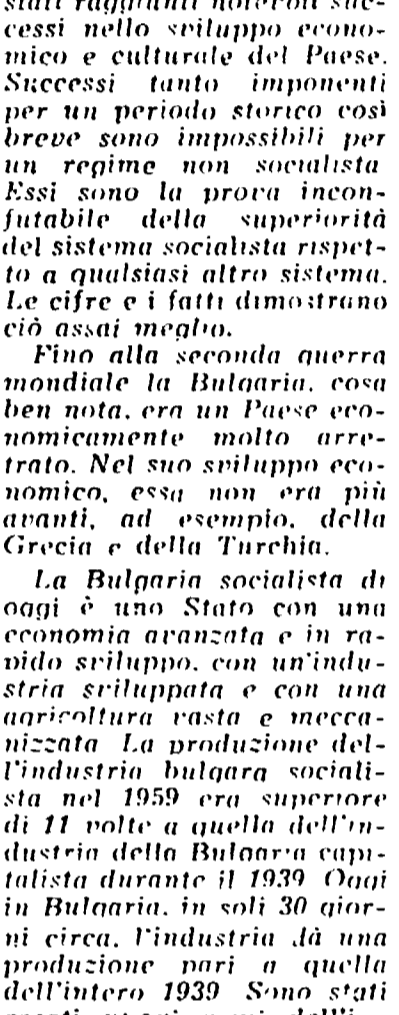 stati raggiunti notevoli suc-
cessi nello sviluppo econo-
mico e culturale del Paese.
Successi tanto imponenti
per un periodo storico così
breve sono impossibili per
un regime non socialista
Essi sono la prova incon-
futabile della superiorità
del sistema socialista rispet-
to a qualsiasi altro sistema.
Le cifre e i fatti dimostrano
ciò assai meglio.
Fino alla seconda guerra
mondiale la Bulgaria, cosa
ben nota, era un Paese eco-
nomicamente molto arre-
trato. Nel suo sviluppo eco-
nomico, essa non era più
avanti, ad esempio, della
Grecia e della Turchia.
La Bulgaria socialista di
oggi è uno Stato con una
economia avanzata e in ra-
pido sviluppo, con un'indu-
stria sviluppata e con una
agricoltura vasta e mecca-
nizzata La produzione del-
l'industria bulgara sociali-
sta nel 1959 era superiore
di 11 volte a quella dell'in-
dustria della Bulgaria capi-
talista durante il 1939 Oggi
in Bulgaria, in soli 30 gior-
ni circa, l'industria dà una
produzione pari a quella
dell'intero 1939 Sono stati